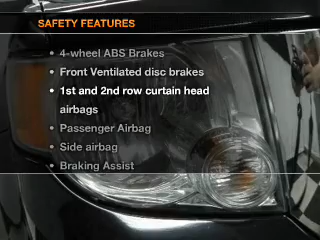 SAFETY FEATURES
• 4-wheel ABS Brakes
• Front Ventilated disc brakes
• 1st and 2nd row curtain head
airbags
• Passenger Airbag
• Side airbag
• Braking Assist